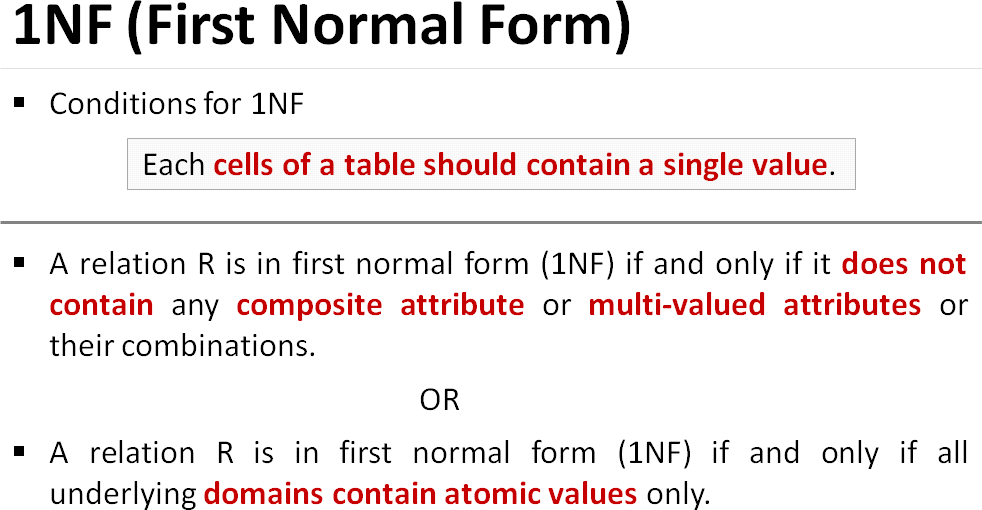 1NF (First Normal Form)
▪ Conditions for 1NF
Each cells of a table should contain a single value.
▪ A relation R is in first normal form (1NF) if and only if it does not
contain any composite attribute or multi-valued attributes or
their combinations.
OR
▪ A relation R is in first normal form (1NF) if and only if all
underlying domains contain atomic values only.